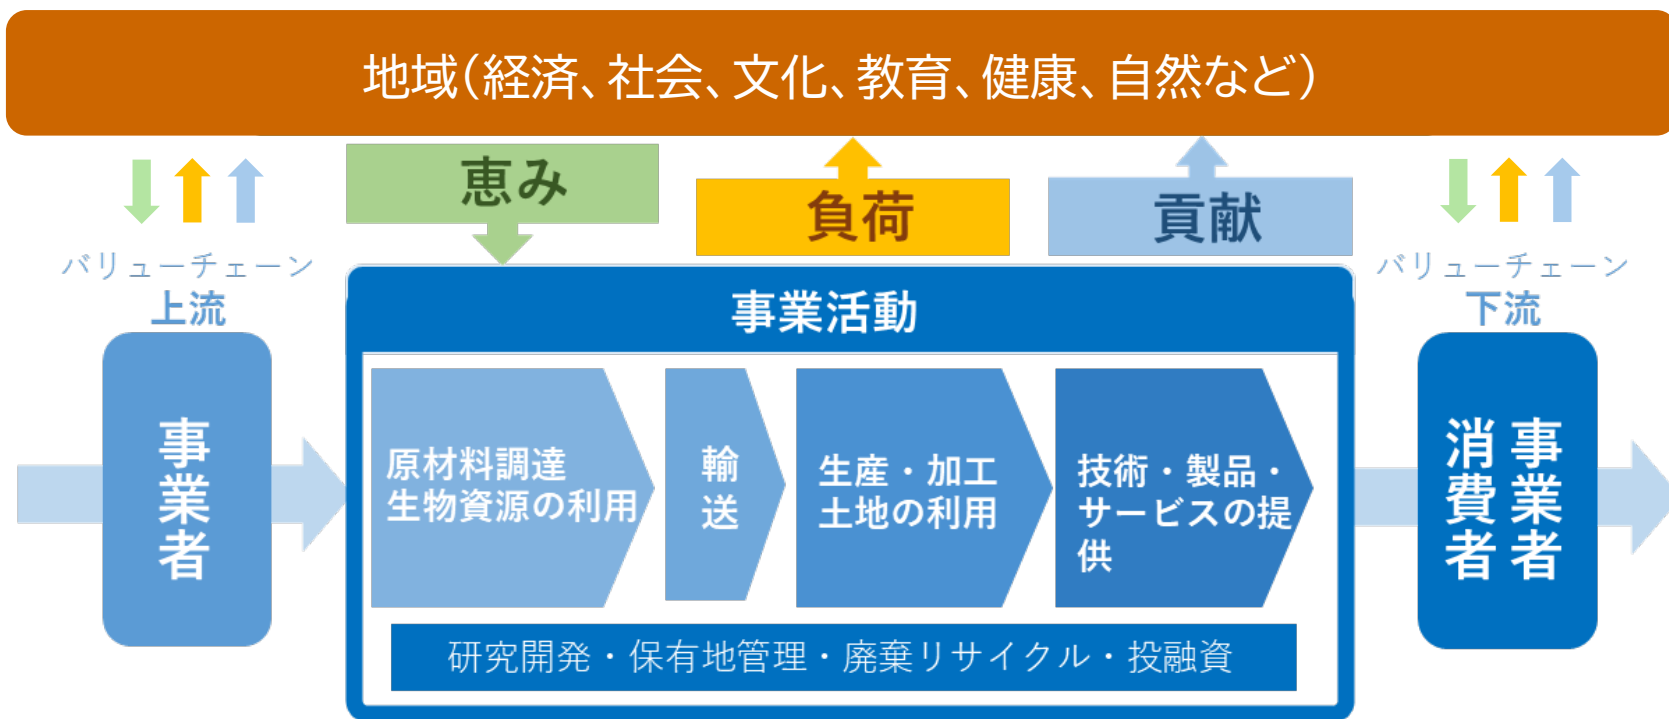 地域(経済、社会、文化、教育、健康、自然など)
恵み
負荷
貢献
バリューチェーン
上流
事業者
事業活動
原材料調達
生物資源の利用
輸送
生産・加工
土地の利用
技術・製品・
サービスの提
供
研究開発・保有地管理・廃棄リサイクル・投融資
バリューチェーン
下流
事業者
消費者